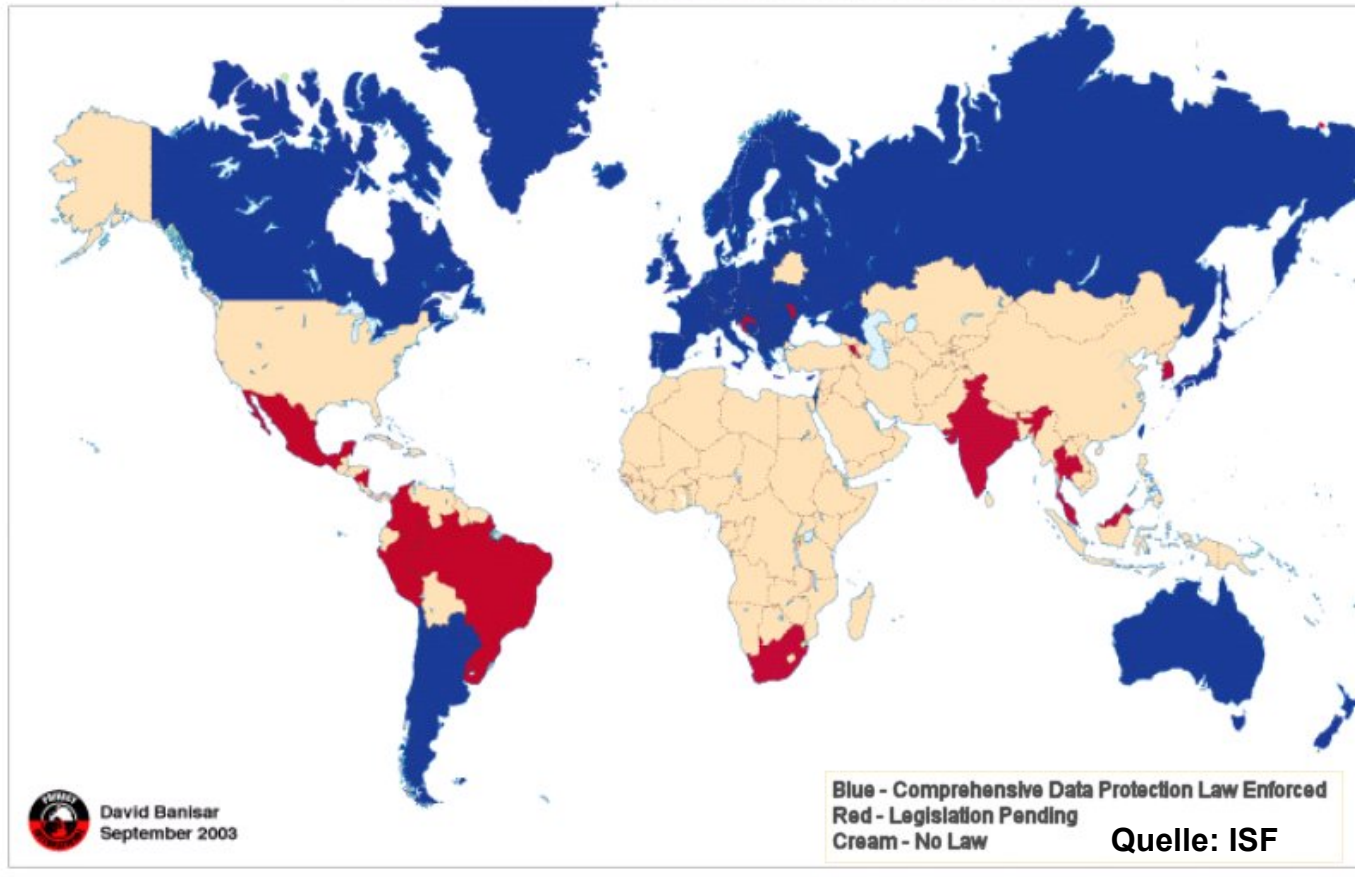 David Banisar
September 2003
Blue - Comprehensive Data Protection Law Enforced
Red - Legislation Pending
Cream - No Law
Quelle: ISF